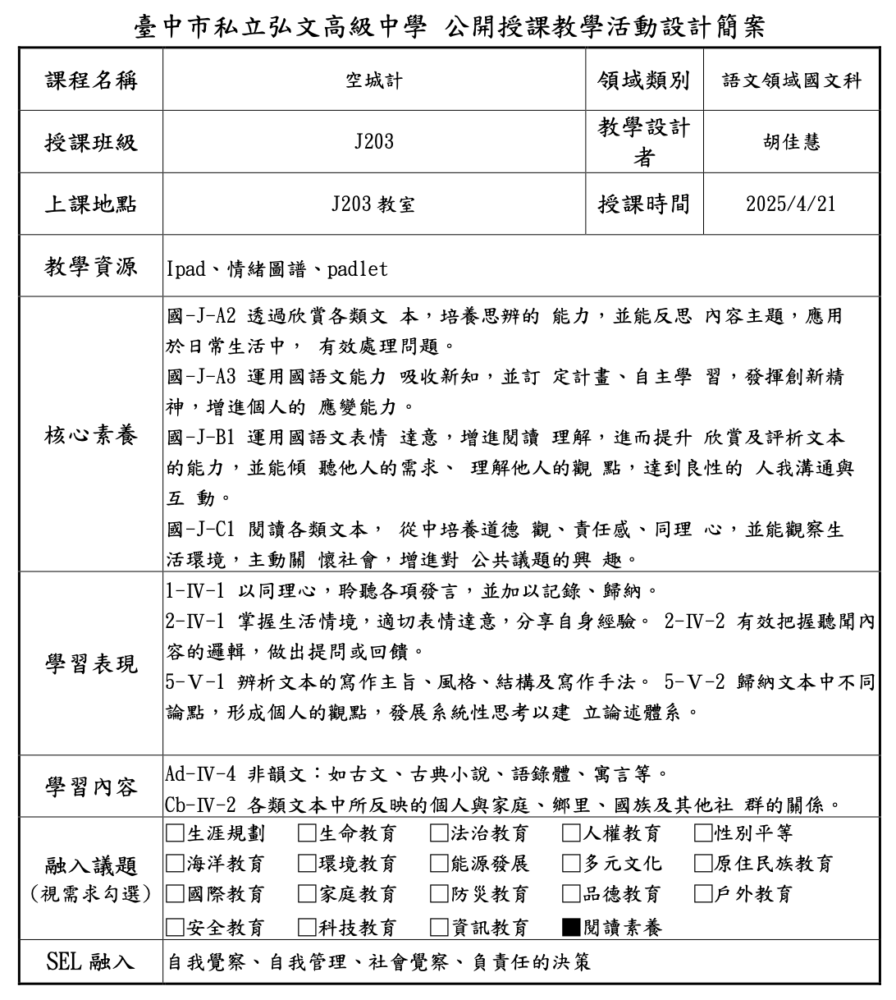 臺中市私立弘文高級中學 公開授課教學活動設計簡案
課程名稱 空城計 領域類別 語文領域國文科
授課班級 J203 教學設計者 胡佳慧
上課地點 J203 教室 授課時間 2025/4/21
教學資源 Ipad、情緒圖譜、padlet
核心素養
國-J-A2 透過欣賞各類文 本，培養思辨的 能力，並能反思 內容主題，應用
於日常生活中， 有效處理問題。
國-J-A3 運用國語文能力 吸收新知，並訂 定計畫、自主學 習，發揮創新精
神，增進個人的 應變能力。
國-J-B1 運用國語文表情 達意，增進閱讀 理解，進而提升 欣賞及評析文本
的能力，並能傾 聽他人的需求、 理解他人的觀 點，達到良性的 人我溝通與
互 動。
國-J-C1 閱讀各類文本， 從中培養道德 觀、責任感、同理 心，並能觀察生
活環境，主動關 懷社會，增進對 公共議題的興 趣。
學習表現
1-Ⅳ-1 以同理心，聆聽各項發言，並加以記錄、歸納。
2-Ⅳ-1 掌握生活情境，適切表情達意，分享自身經驗。 2-Ⅳ-2 有效把握聽聞內
容的邏輯，做出提問或回饋。
5-Ⅴ-1 辨析文本的寫作主旨、風格、結構及寫作手法。 5-Ⅴ-2 歸納文本中不同
論點，形成個人的觀點，發展系統性思考以建 立論述體系。
學習內容
Ad-Ⅳ-4 非韻文：如古文、古典小說、語錄體、寓言等。
Cb-Ⅳ-2 各類文本中所反映的個人與家庭、鄉里、國族及其他社 群的關係。
融入議題
（視需求勾選）
□生涯規劃 □生命教育 □法治教育 □人權教育 □性別平等
□海洋教育 □環境教育 □能源發展 □多元文化 □原住民族教育
□國際教育 □家庭教育 □防災教育 □品德教育 □戶外教育
□安全教育 □科技教育 □資訊教育 ■閱讀素養
SEL 融入 自我覺察、自我管理、社會覺察、負責任的決策